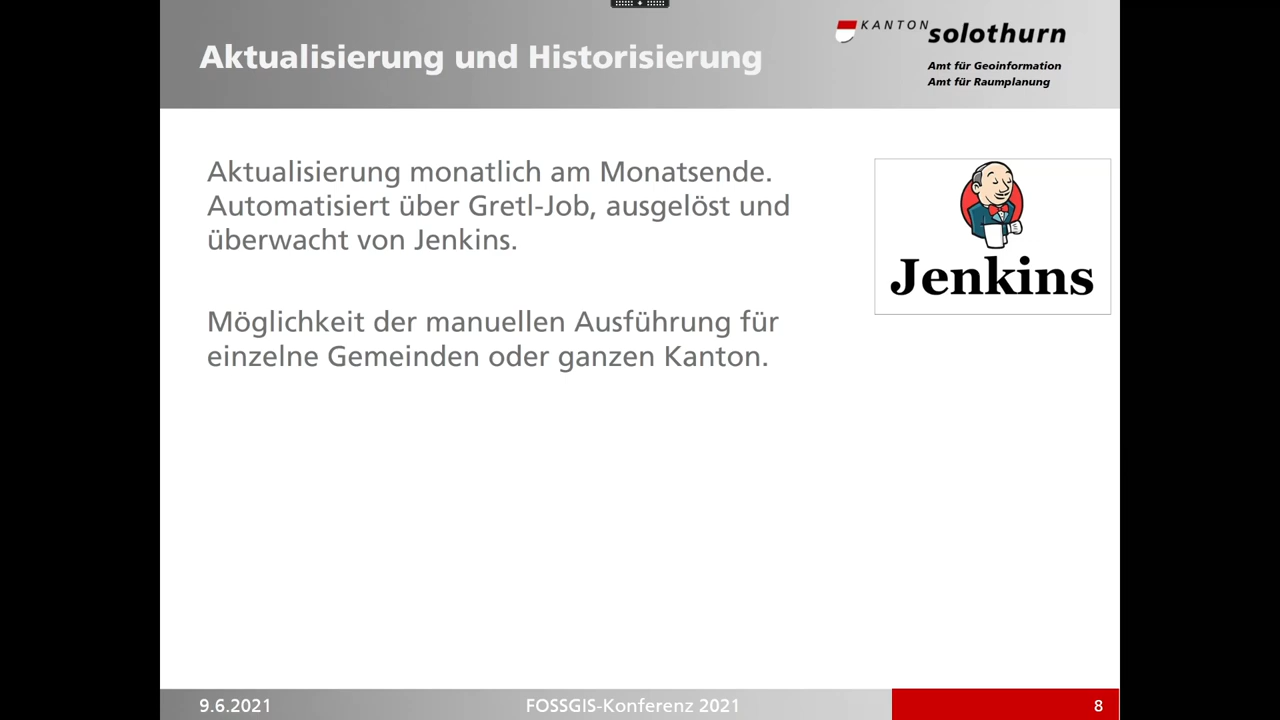 Aktualisierung und Historisierung
KANTON solothurn
Amt für Geoinformation
Amt für Raumplanung
Aktualisierung monatlich am Monatsende.
Automatisiert über Gretl-Job, ausgelöst und
überwacht von Jenkins.
Jenkins
Möglichkeit der manuellen Ausführung für
einzelne Gemeinden oder ganzen Kanton.
9.6.2021
FOSSGIS-Konferenz 2021
8